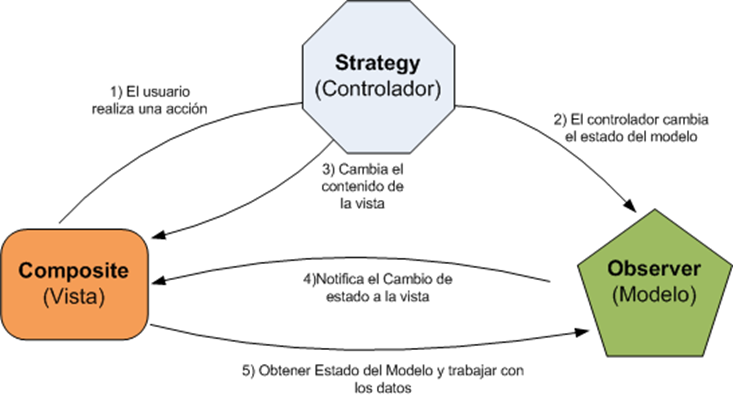 Strategy
(Controlador)
1) El usuario
realiza una acción
2) El controlador cambia
el estado del modelo
3) Cambia el
contenido de
la vista
Composite
(Vista)
4)Notifica el Cambio de
estado a la vista
Observer
(Modelo)
5) Obtener Estado del Modelo y trabajar con
los datos